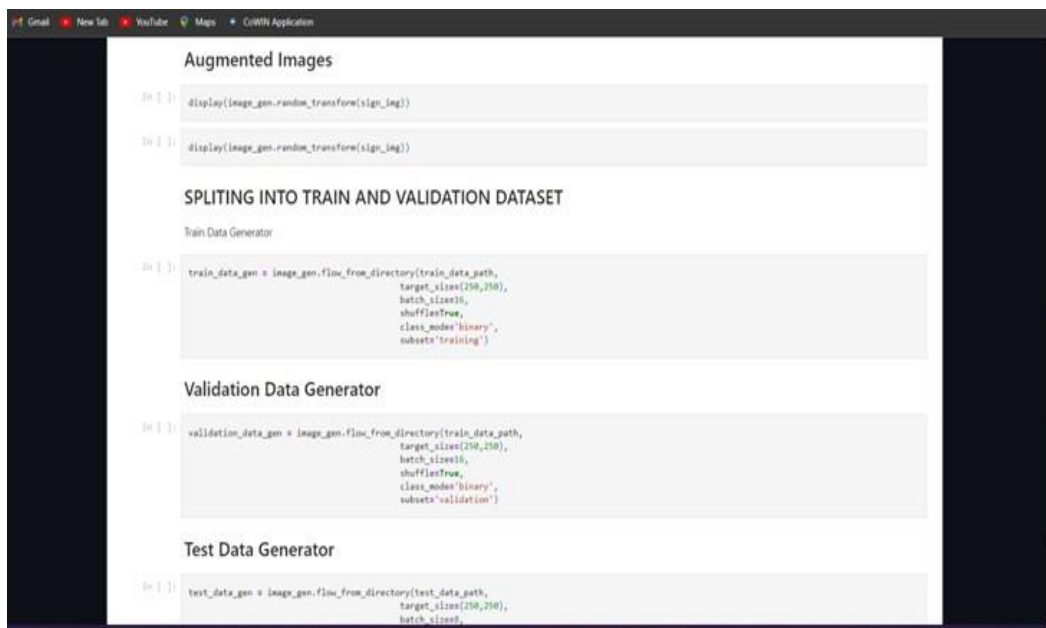 Gmail New Tab YouTube Maps CoWIN Application
Augmented Images
In [ ]: display(image_gen.random_transform(sign_img))
In [ ]: display(image_gen.random_transform(sign_img))
SPLITING INTO TRAIN AND VALIDATION DATASET
Train Data Generator
In [ ]: train_data_gen = image_gen.flow_from_directory(train_data_path,
target_size=(250,250),
batch_size=16,
shuffle=True,
class_mode='binary',
subset='training')
Validation Data Generator
In [ ]: validation_data_gen = image_gen.flow_from_directory(train_data_path,
target_size=(250,250),
batch_size=16,
shuffle=True,
class_mode='binary',
subset='validation')
Test Data Generator
In [ ]: test_data_gen = image_gen.flow_from_directory(test_data_path,
target_size=(250,250),
batch_size=8,